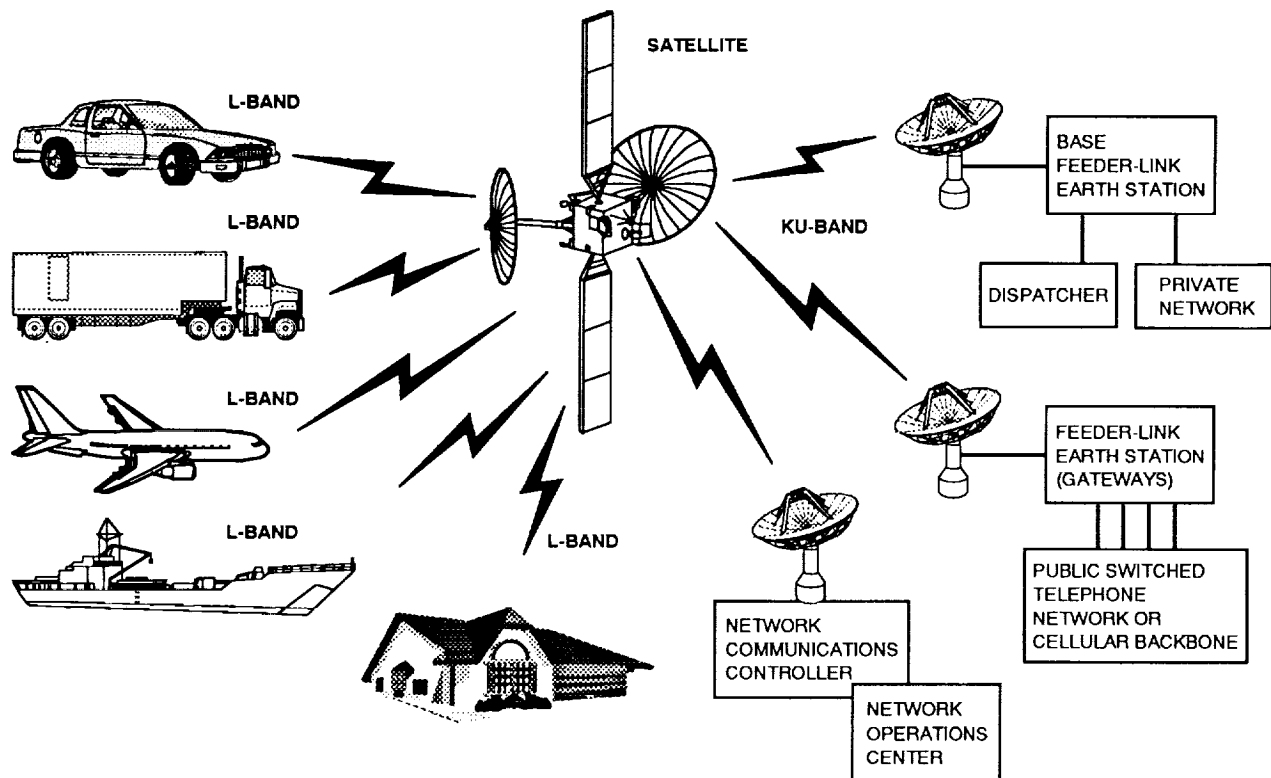 SATELLITE
L-BAND
L-BAND
L-BAND
L-BAND
L-BAND
KU-BAND
BASE
FEEDER-LINK
EARTH STATION
DISPATCHER
PRIVATE
NETWORK
FEEDER-LINK
EARTH STATION
(GATEWAYS)
PUBLIC SWITCHED
TELEPHONE
NETWORK OR
CELLULAR BACKBONE
NETWORK
COMMUNICATIONS
CONTROLLER
NETWORK
OPERATIONS
CENTER